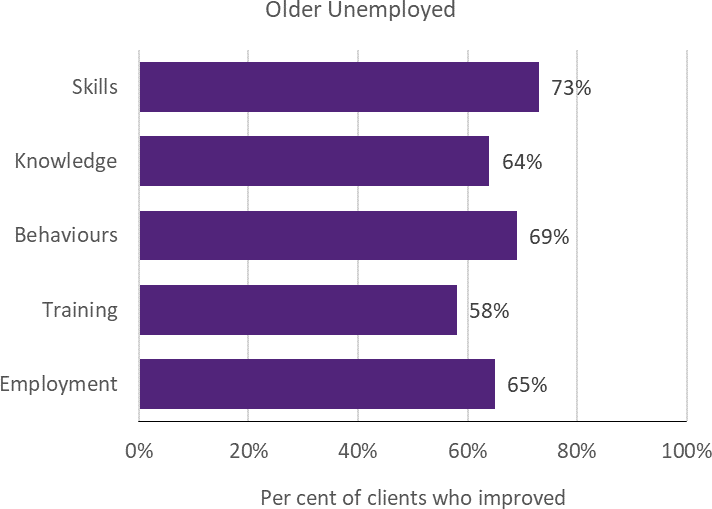 Older Unemployed
Skills 73%
Knowledge 64%
Behaviours 69%
Training 58%
Employment 65%
0% 20% 40% 60% 80% 100%
Per cent of clients who improved